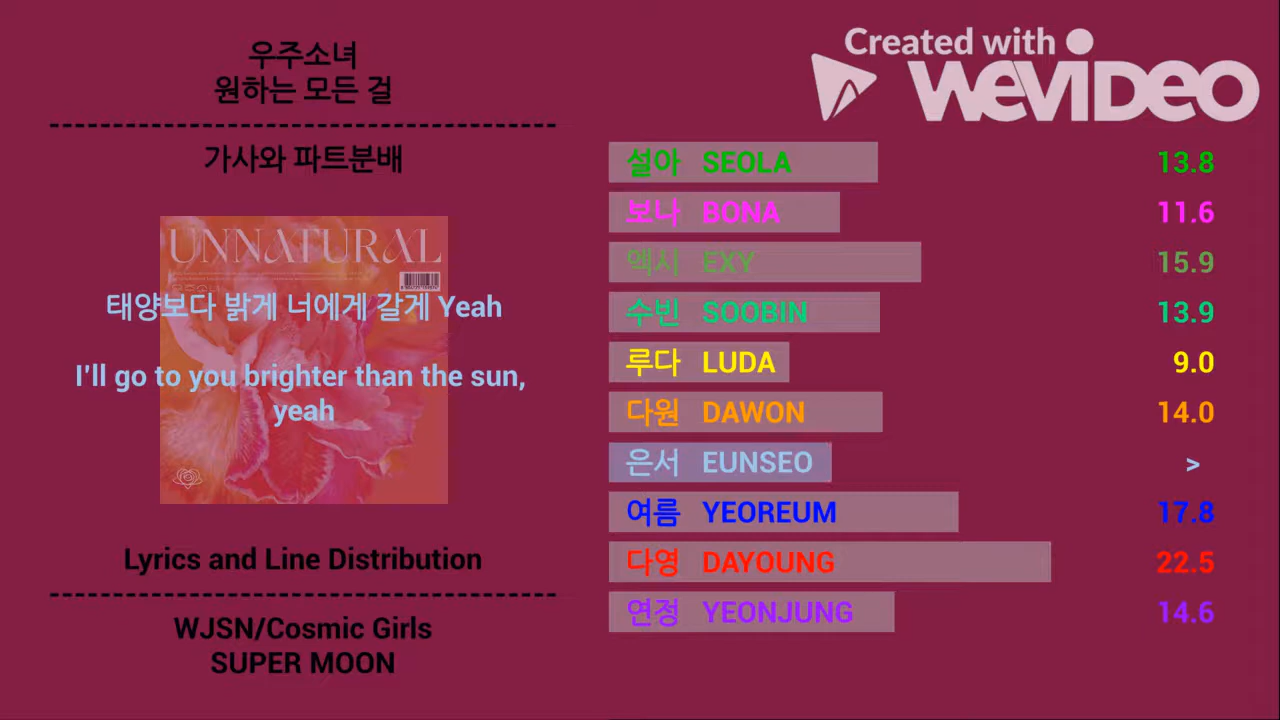 우주소녀
원하는 모든 걸
가사와 파트분배
UNNATURAL
태양보다 밝게 너에게 갈게 Yeah
I'll go to you brighter than the sun,
yeah
Lyrics and Line Distribution
WJSN/Cosmic Girls
SUPER MOON
Created with
WEVIDEO
설아 SEOLA 13.8
보나 BONA 11.6
엑시 EXY 15.9
수빈 SOOBIN 13.9
루다 LUDA 9.0
다원 DAWON 14.0
은서 EUNSEO >
여름 YEOREUM 17.8
다영 DAYOUNG 22.5
연정 YEONJUNG 14.6